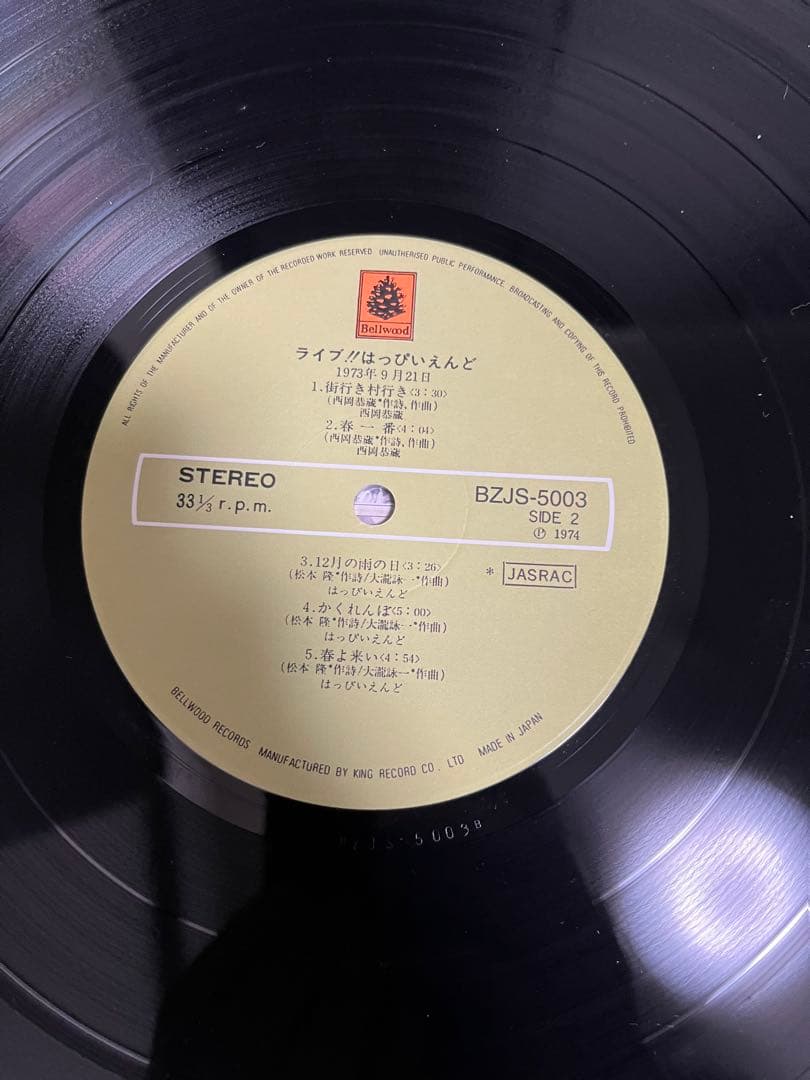 ALL RIGHTS OF THE MANUFACTURER AND OF THE OWNER OF THE RECORDED WORK RESERVED UNAUTHORISED PUBLIC PERFORMANCE, BROADCASTING AND COPYING OF THIS RECORD PROHIBITED
Bellwood
ライブ!!はっぴいえんど
1973年9月21日
1.街行き村行き<3:30>
(西岡恭蔵*作詩,作曲)
西岡恭蔵
2.春一番<4:04>
(西岡恭蔵*作詩,作曲)
西岡恭蔵
STEREO
33⅓ r.p.m.
BZJS-5003
SIDE 2
Ⓟ 1974
3.12月の雨の日<3:26>
(松本 隆*作詩/大瀧詠一*作曲)
はっぴいえんど
* JASRAC
4.かくれんぼ<5:00>
(松本 隆*作詩/大瀧詠一*作曲)
はっぴいえんど
5.春よ来い<4:54>
(松本 隆*作詩/大瀧詠一*作曲)
はっぴいえんど
BELLWOOD RECORDS MANUFACTURED BY KING RECORD CO. LTD MADE IN JAPAN
JS-5003B